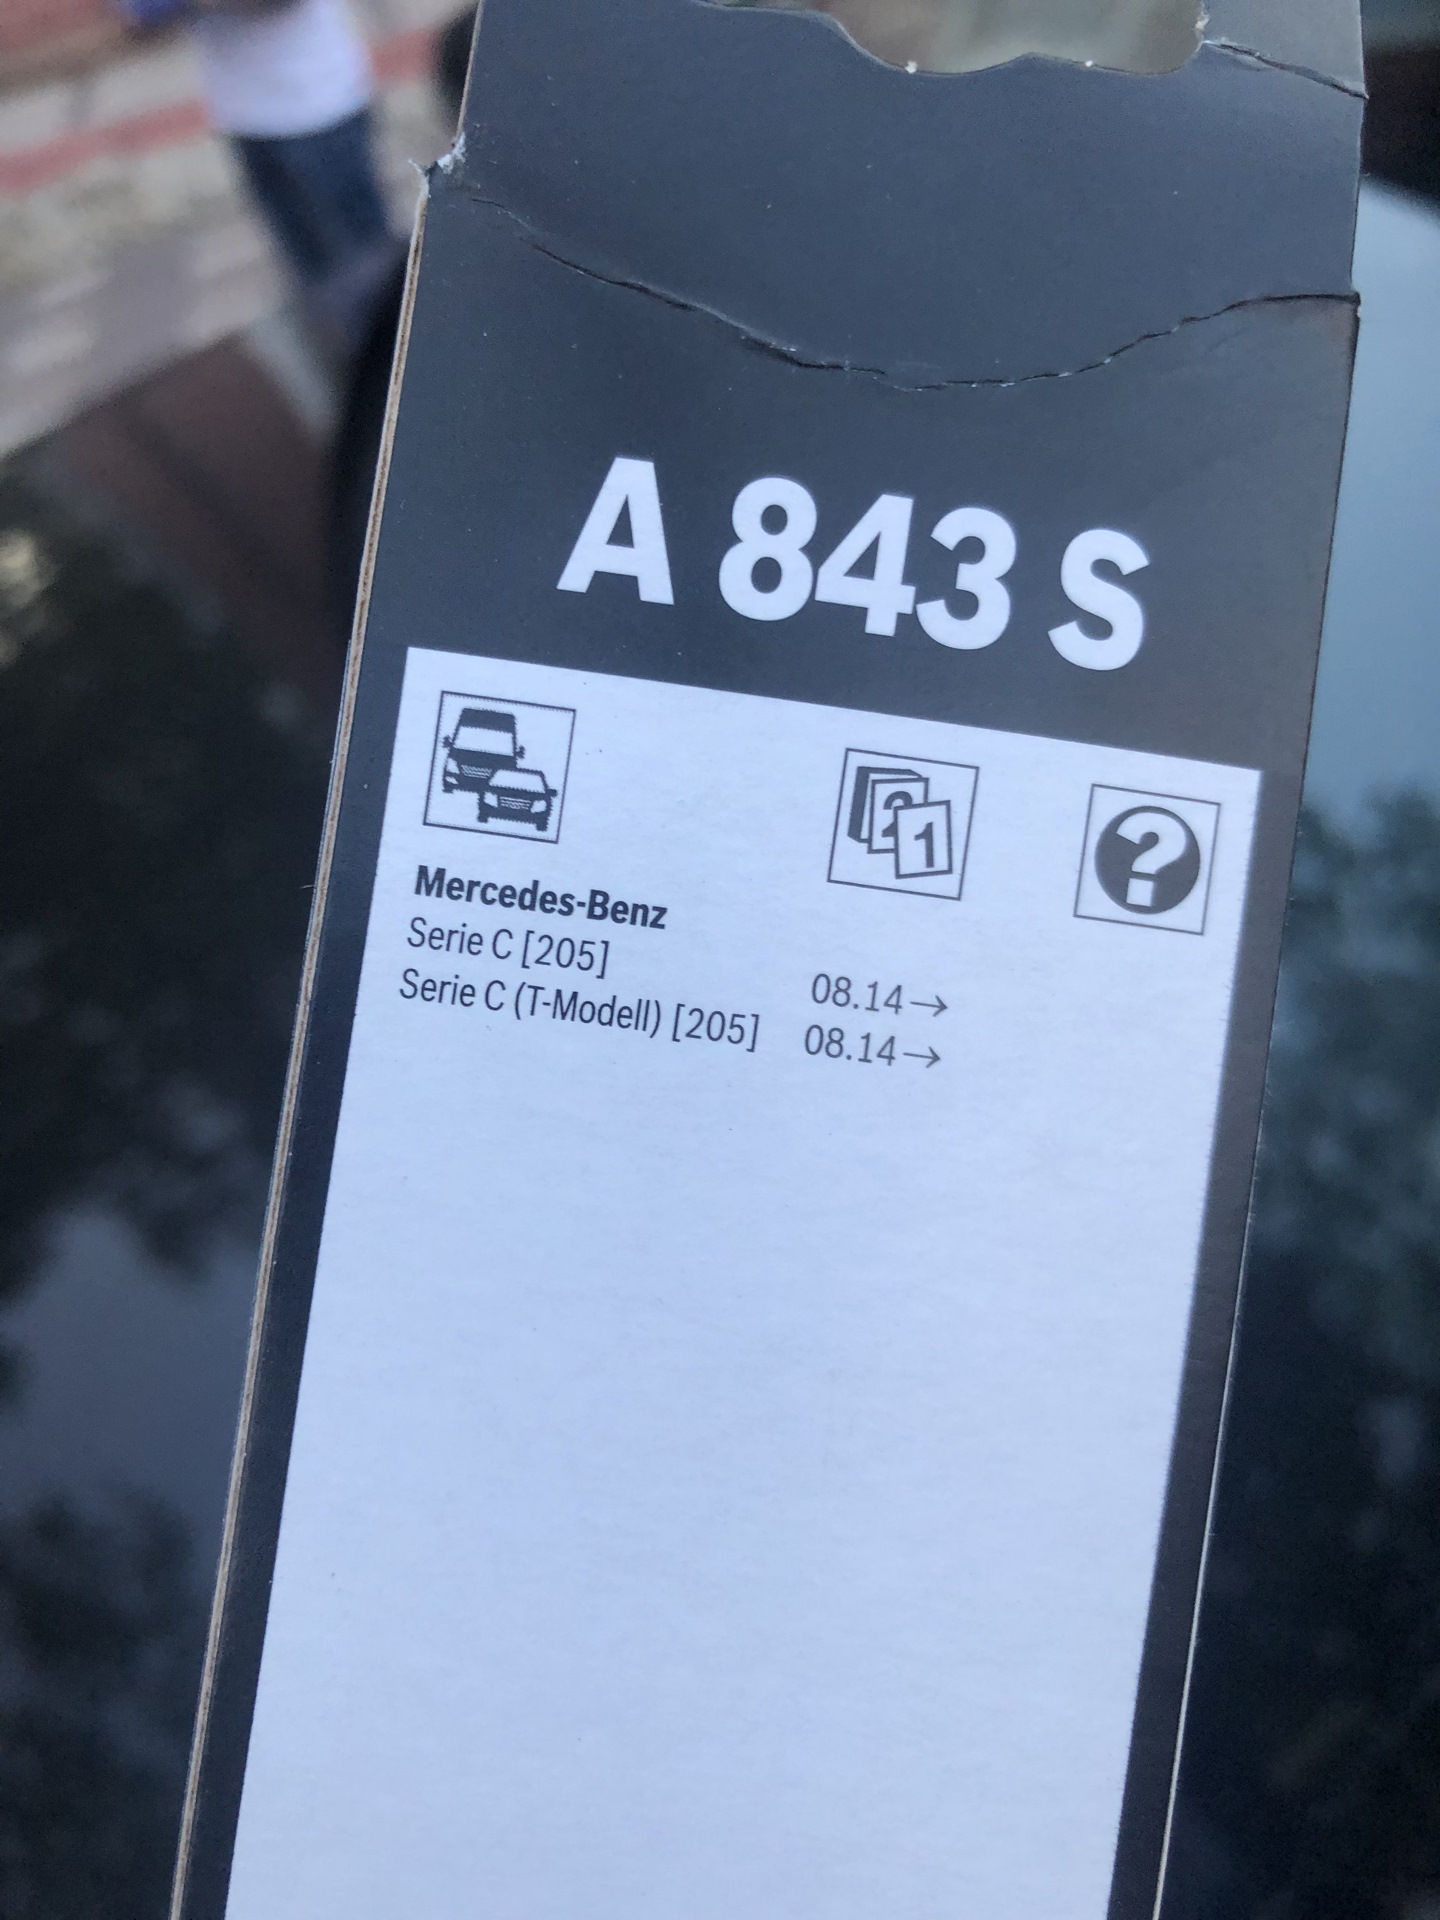 A 843 S
2 1 ?
Mercedes-Benz
Serie C [205] 08.14→
Serie C (T-Modell) [205] 08.14→